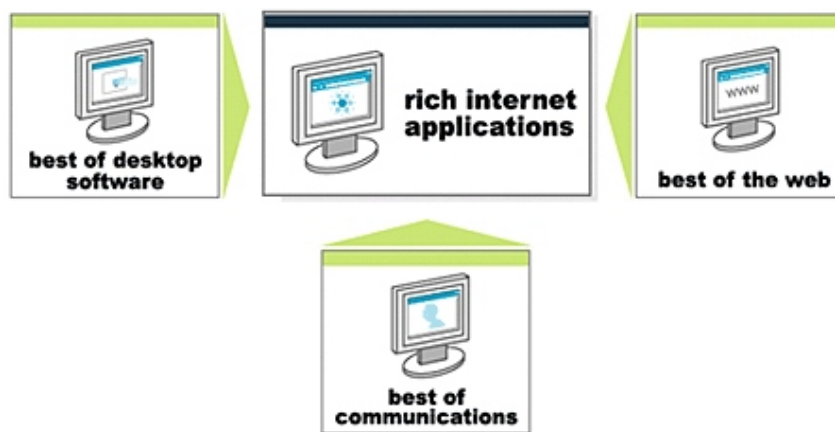 best of desktop
software
rich internet
applications
www
best of the web
best of
communications